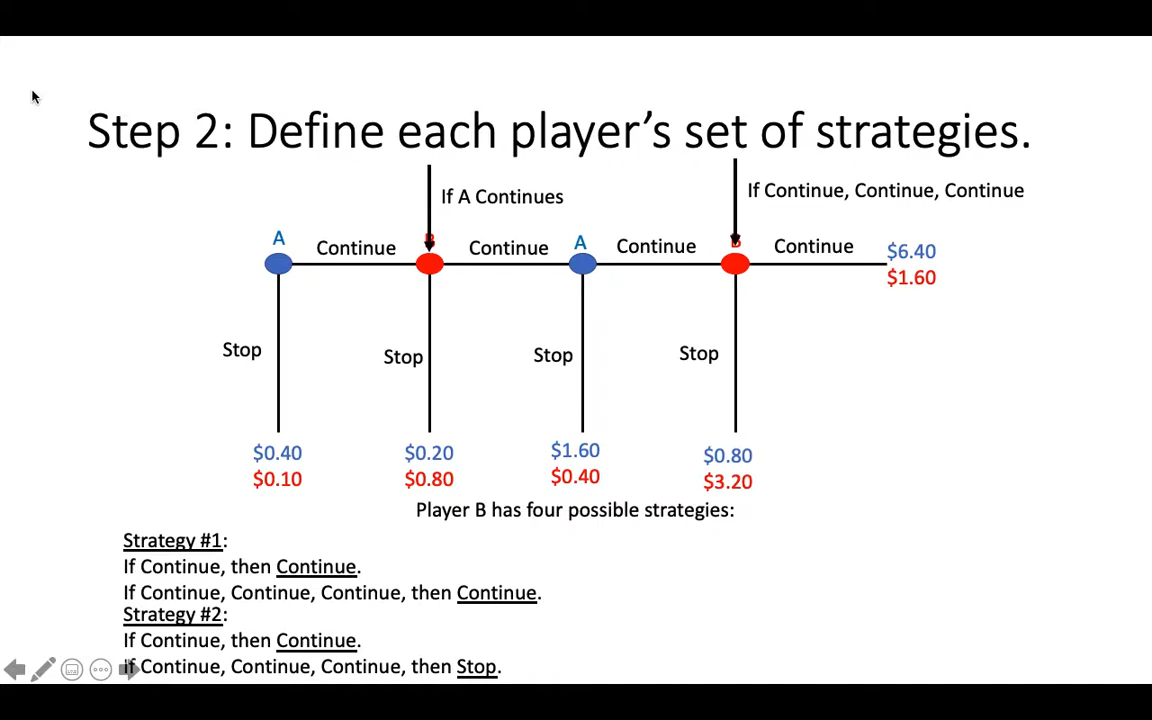 Step 2: Define each player's set of strategies.
If A Continues
If Continue, Continue, Continue
A
Continue
B
Continue
A
Continue
B
Continue
$6.40
$1.60
Stop
Stop
Stop
Stop
$0.40
$0.10
$0.20
$0.80
$1.60
$0.40
$0.80
$3.20
Player B has four possible strategies:
Strategy #1:
If Continue, then Continue.
If Continue, Continue, Continue, then Continue.
Strategy #2:
If Continue, then Continue.
If Continue, Continue, Continue, then Stop.